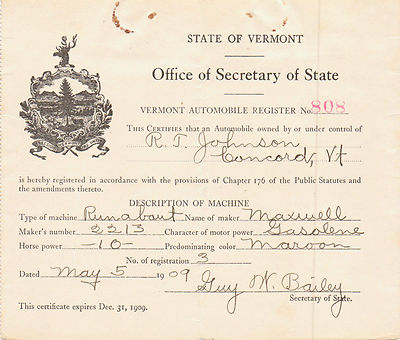 STATE OF VERMONT
Office of Secretary of State
VERMONT AUTOMOBILE REGISTER No. 808
THIS CERTIFIES that an Automobile owned by or under control of
R. T. Johnson
Concord, Vt
is hereby registered in accordance with the provisions of Chapter 176 of the Public Statutes and
the amendments thereto.
DESCRIPTION OF MACHINE
Type of machine Runabout Name of maker Maxwell
Maker's number 2213 Character of motor power Gasolene
Horse power -10- Predominating color Maroon
No. of registration 3
Dated May 5 1909
Guy W. Bailey
Secretary of State.
This certificate expires Dec. 31, 1909.